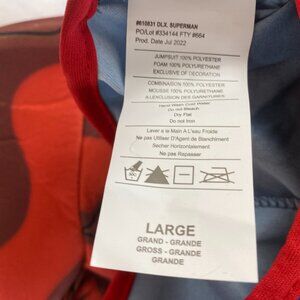 #610831 DLX. SUPERMAN
PO/Lot #334144 FTY #664
Prod. Date Jul 2022
JUMPSUIT 100% POLYESTER
FOAM 100% POLYURETHANE
EXCLUSIVE OF DECORATION
COMBINAISON 100% POLYESTER
MOUSSE 100% POLYURETHANE
A L'EXCLUSION DES GARNITURES
Hand Wash Cold Water
Do not Bleach
Dry Flat
Do not Iron
Laver a la Main A L'eau Froide
Ne pas Utiliser D'Agent de Blanchiment
Secher Horizontalement
Ne pas Repasser
LARGE
GRAND - GRANDE
GROSS - GRANDE
GRANDE